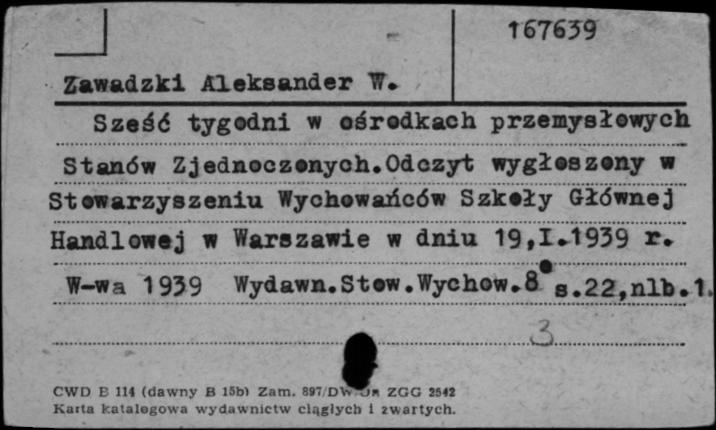 167639
Zawadzki Aleksander W.
Sześć tygodni w ośrodkach przemysłowych
Stanów Zjednoczonych.Odczyt wygłoszony w
Stowarzyszeniu Wychowańców Szkoły Głównej
Handlowej w Warszawie w dniu 19,I.1939 r.
W-wa 1939 Wydawn.Stow.Wychow.8° s.22,nlb.1.
3
CWD B 114 (dawny B 15b) Zam. 897/DW ZGG 2542
Karta katalogowa wydawnictw ciągłych i zwartych.